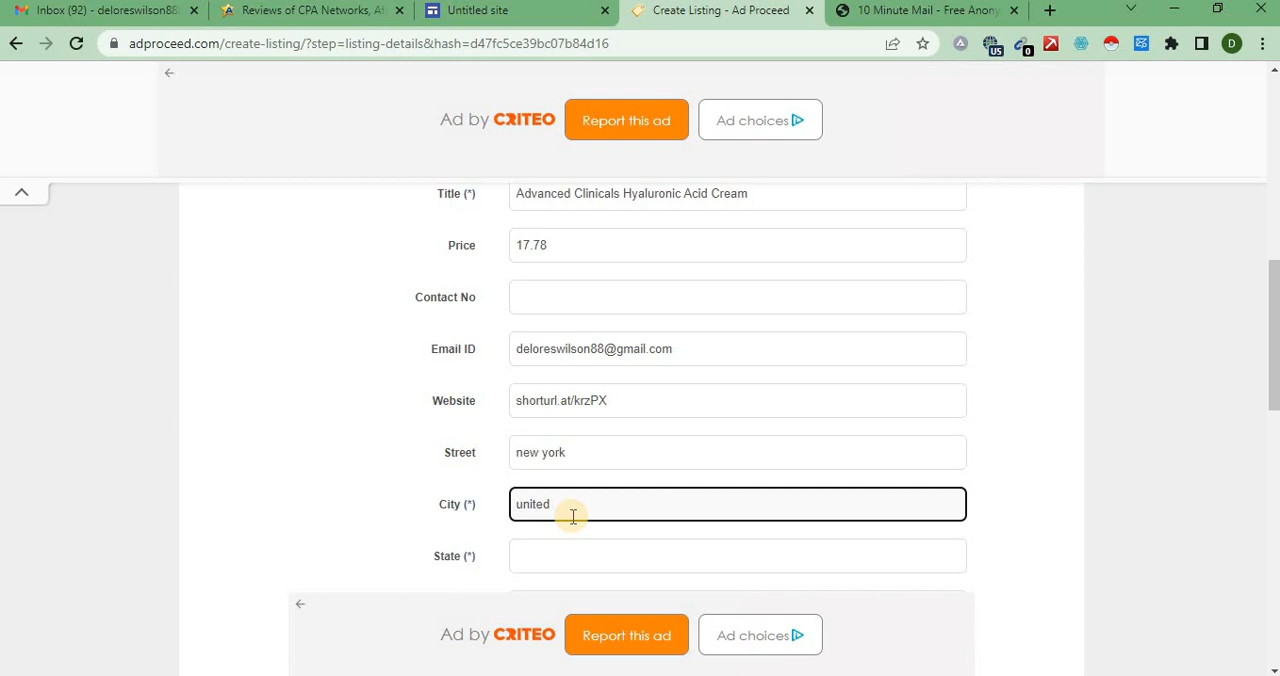 Inbox (92) - deloreswilson88
Reviews of CPA Networks, Af
Untitled site
Create Listing - Ad Proceed
10 Minute Mail - Free Anony
adproceed.com/create-listing/?step=listing-details&hash=d47fc5ce39bc07b84d16
US
0
D
Ad by CRITEO
Report this ad
Ad choices
Title (*)
Advanced Clinicals Hyaluronic Acid Cream
Price
17.78
Contact No
Email ID
deloreswilson88@gmail.com
Website
shorturl.at/krzPX
Street
new york
City (*)
united
State (*)
Ad by CRITEO
Report this ad
Ad choices